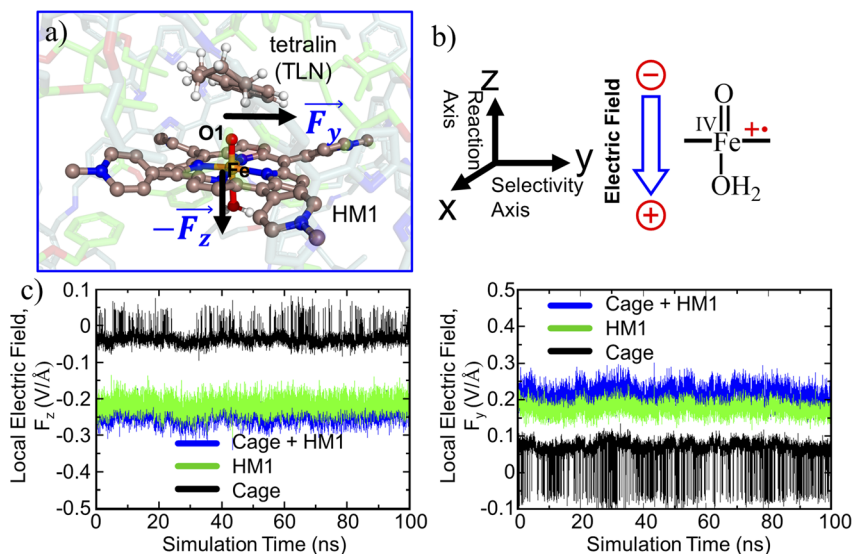 a)
tetralin
(TLN)
O1
F_y
Fe
HM1
-F_z
b)
Z
Reaction
Axis
y
Selectivity
Axis
X
Electric Field
−
+
O
IV
Fe
+•
OH2
c)
Local Electric Field,
Fz (V/Å)
0.1
0
-0.1
-0.2
-0.3
-0.4
-0.5
Cage + HM1
HM1
Cage
0 20 40 60 80 100
Simulation Time (ns)
Local Electric Field,
Fy (V/Å)
0.5
0.4
0.3
0.2
0.1
0
-0.1
Cage + HM1
HM1
Cage
0 20 40 60 80 100
Simulation Time (ns)